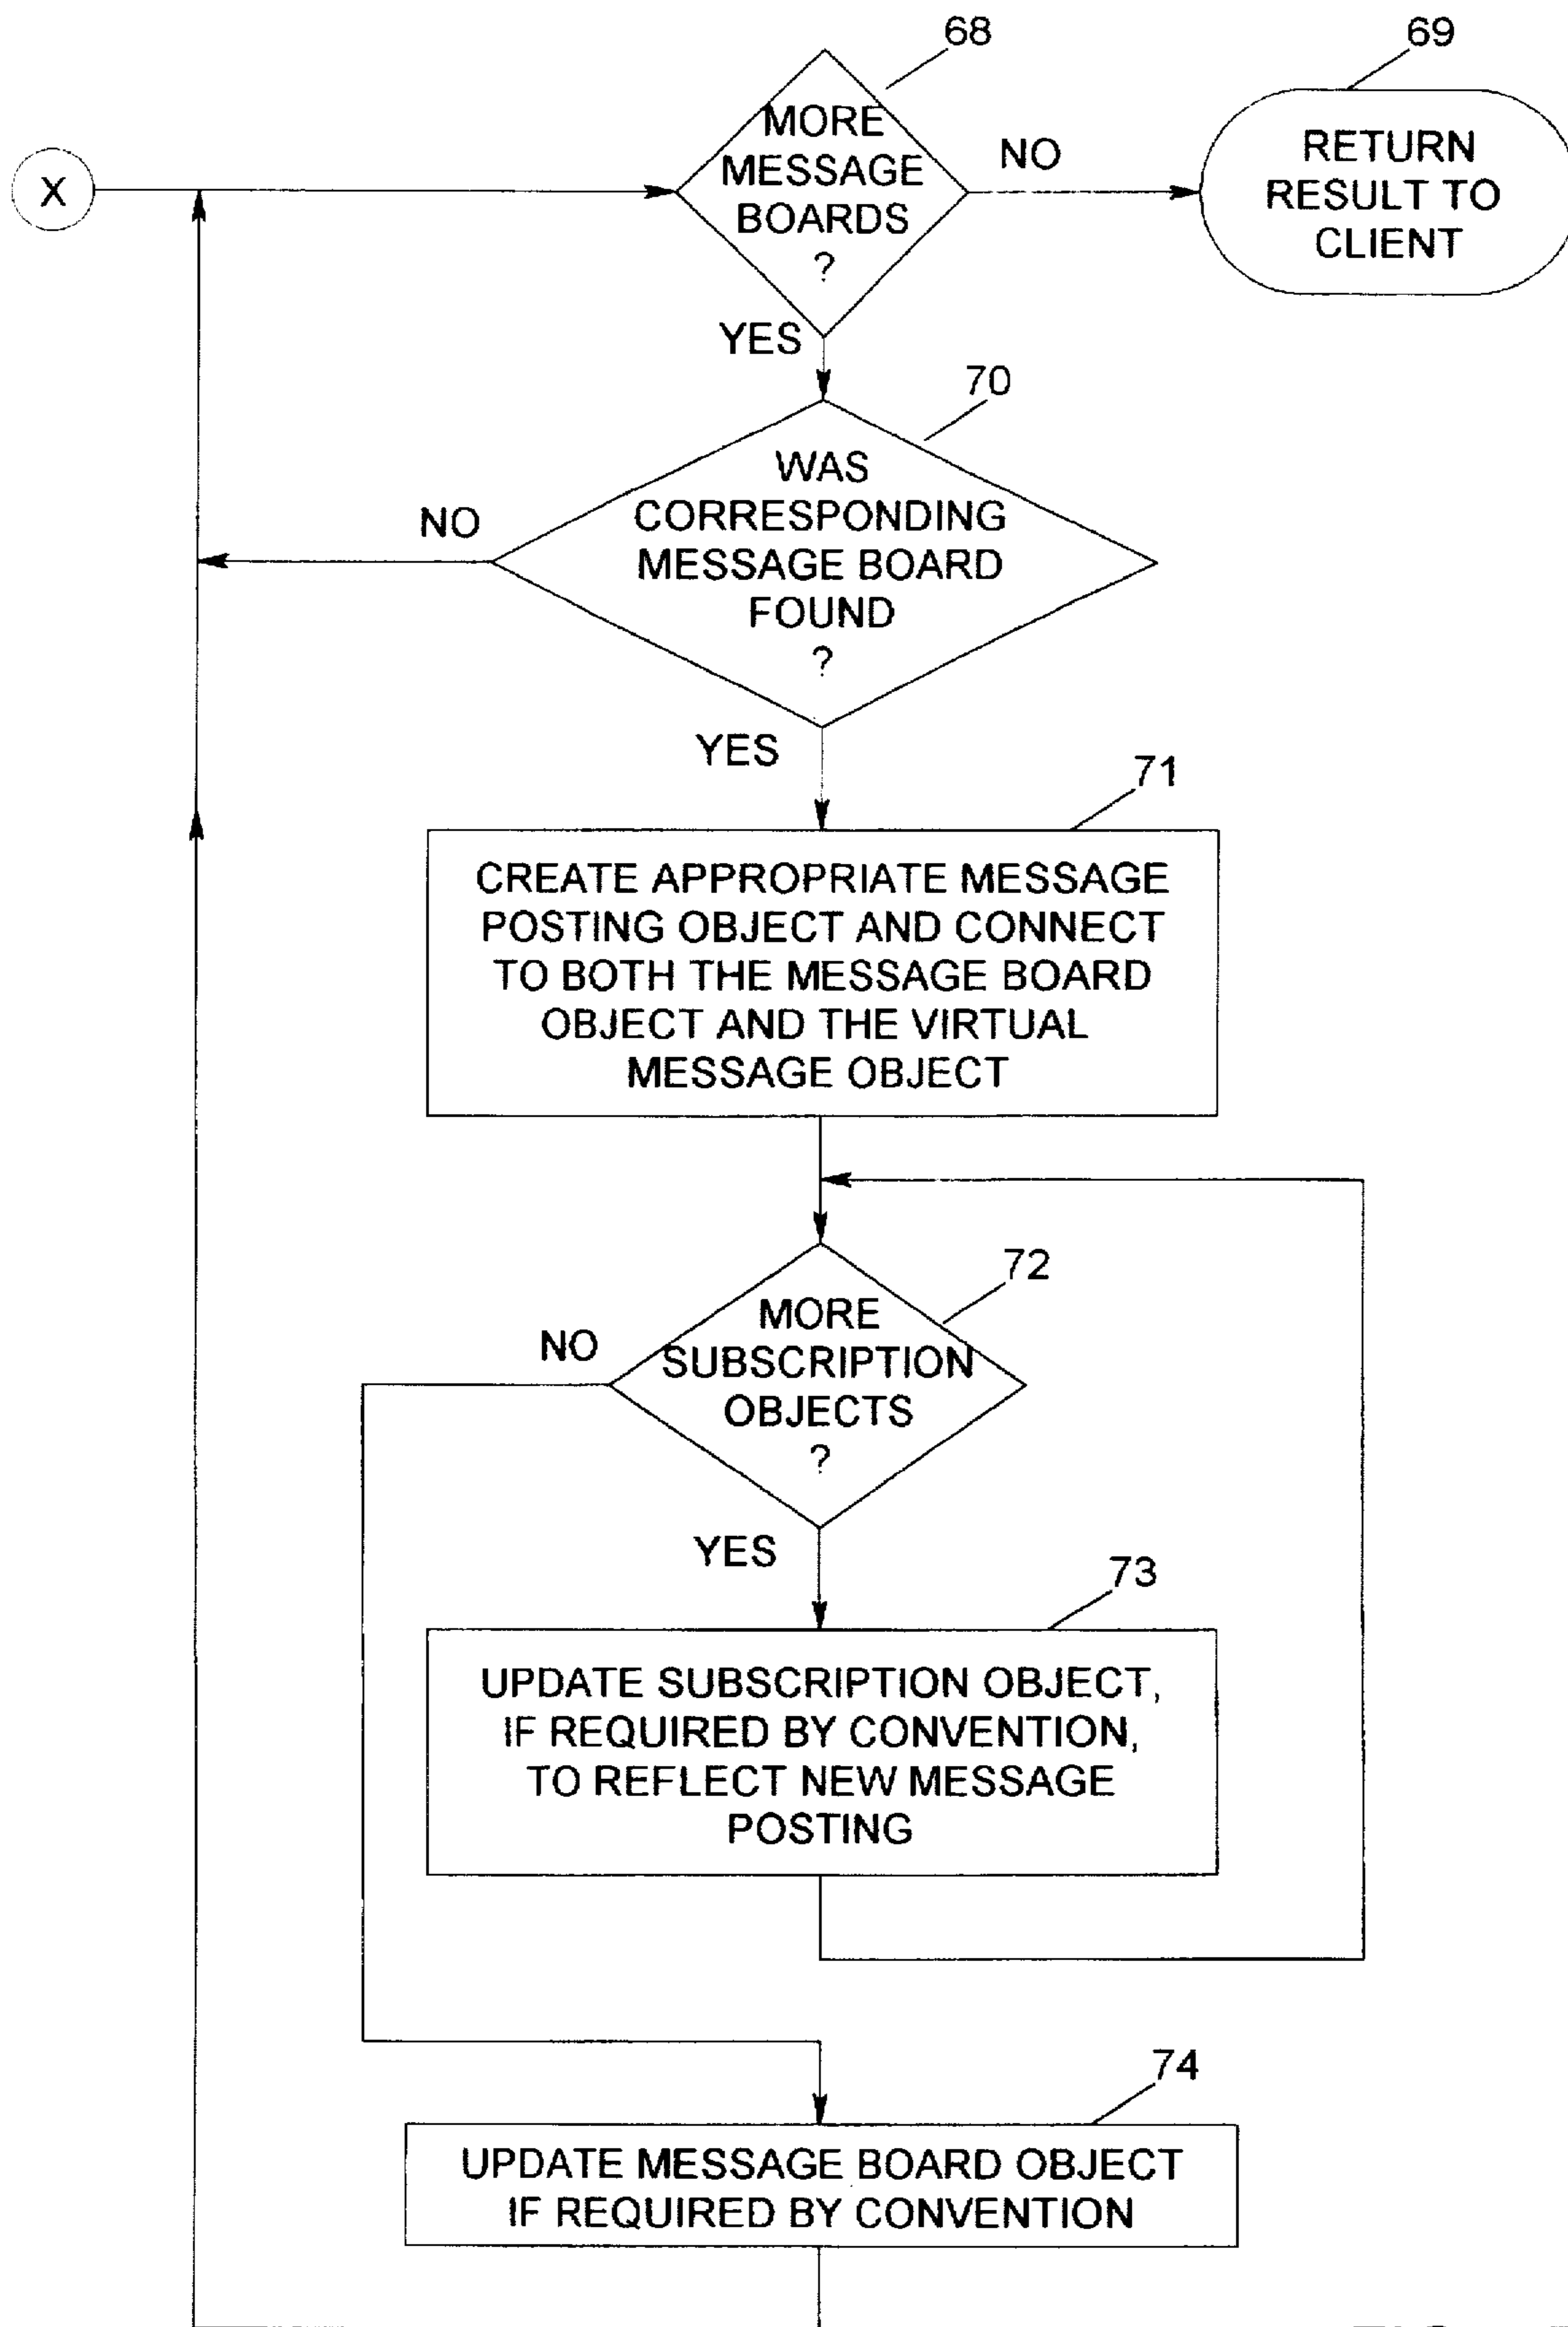 68
69
X
MORE
MESSAGE
BOARDS
?
NO
RETURN
RESULT TO
CLIENT
YES
70
WAS
CORRESPONDING
MESSAGE BOARD
FOUND
?
NO
YES
71
CREATE APPROPRIATE MESSAGE
POSTING OBJECT AND CONNECT
TO BOTH THE MESSAGE BOARD
OBJECT AND THE VIRTUAL
MESSAGE OBJECT
72
MORE
SUBSCRIPTION
OBJECTS
?
NO
YES
73
UPDATE SUBSCRIPTION OBJECT,
IF REQUIRED BY CONVENTION,
TO REFLECT NEW MESSAGE
POSTING
74
UPDATE MESSAGE BOARD OBJECT
IF REQUIRED BY CONVENTION